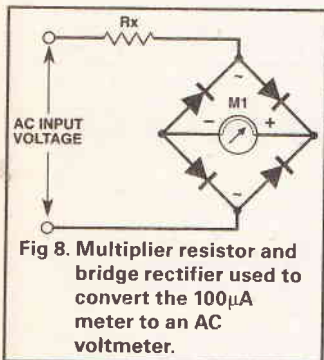 Rx
~
M1
AC INPUT
VOLTAGE
− +
~
Fig 8. Multiplier resistor and
bridge rectifier used to
convert the 100µA
meter to an AC
voltmeter.